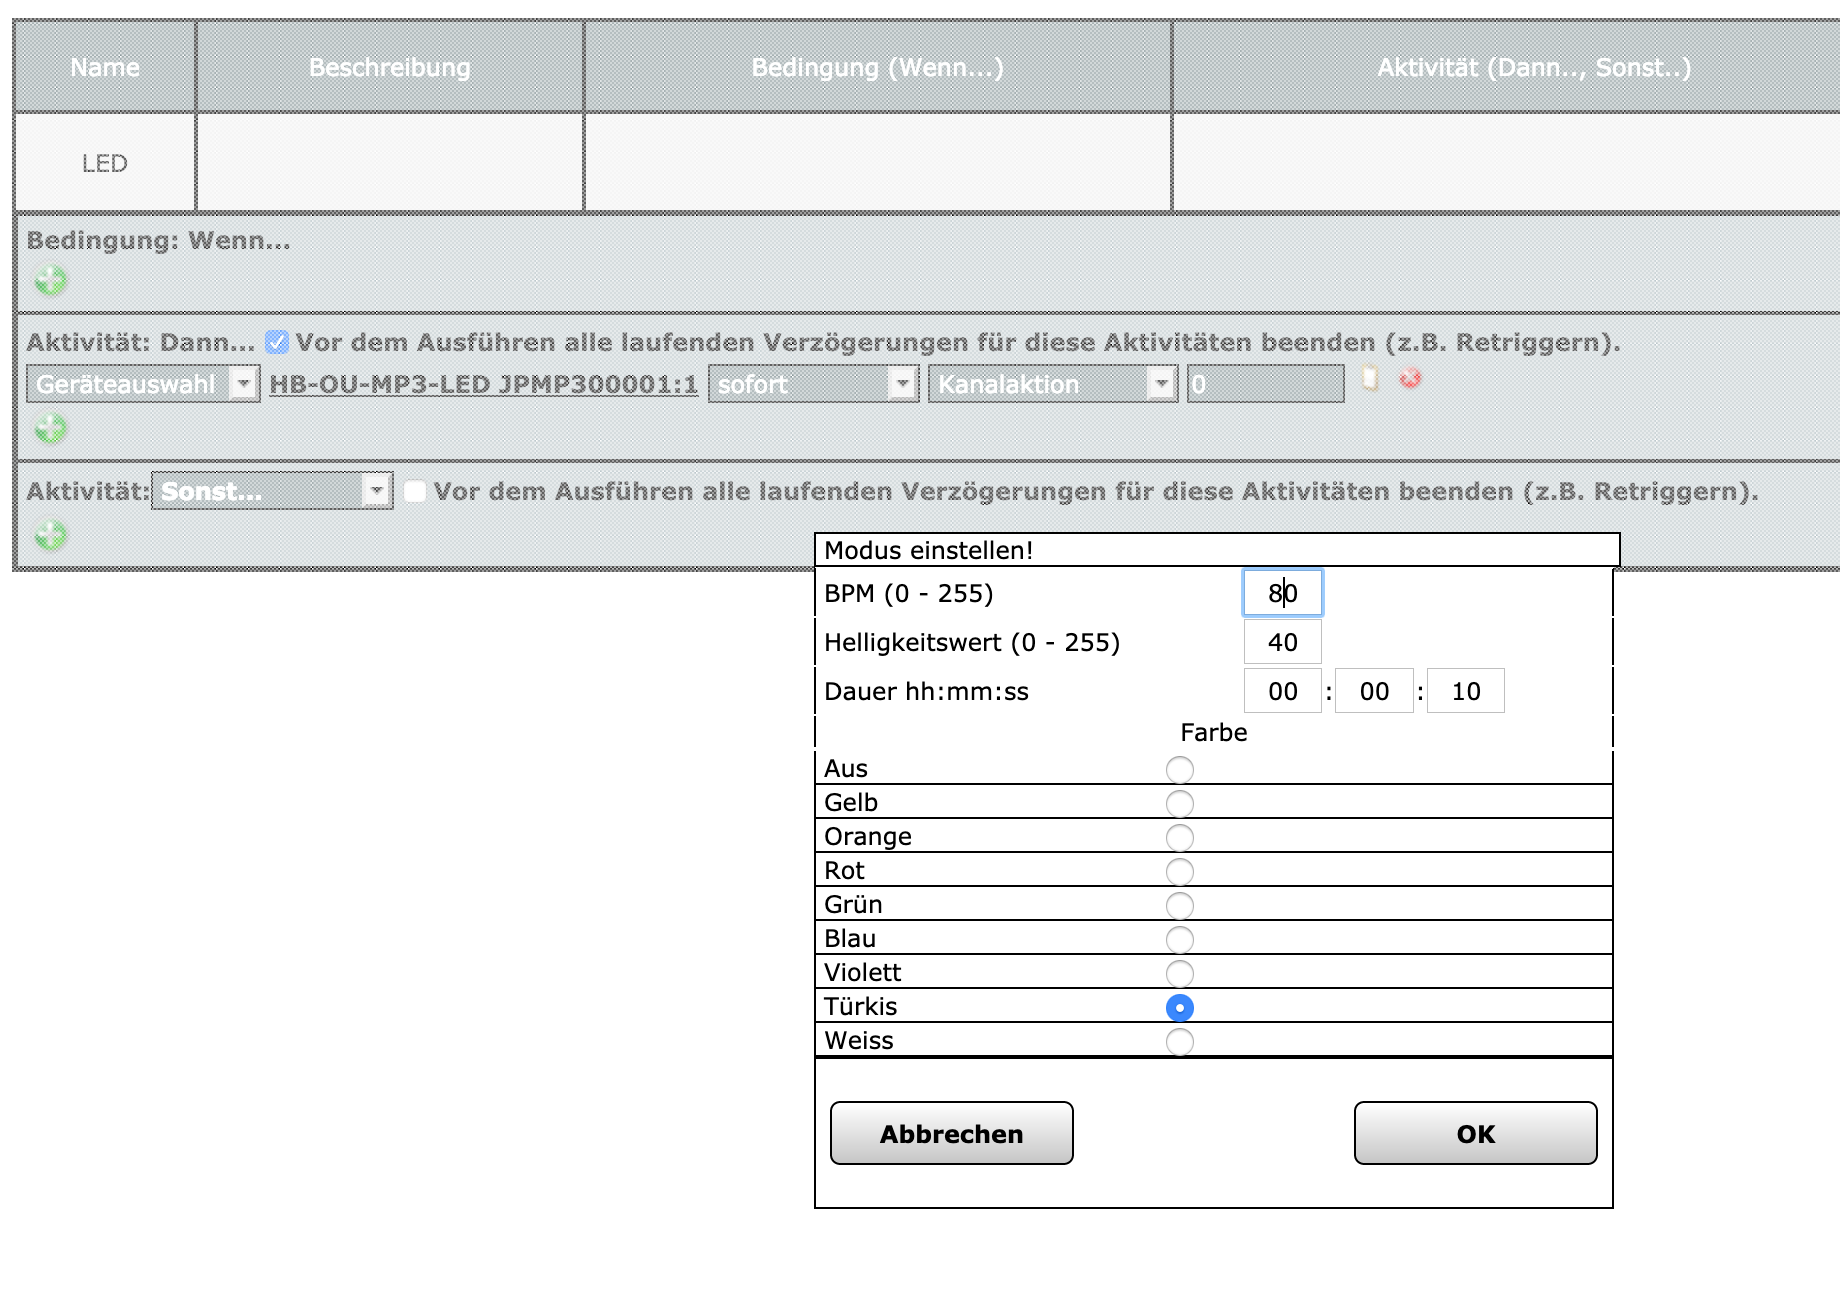 Name Beschreibung Bedingung (Wenn...) Aktivität (Dann.., Sonst..)
LED
Bedingung: Wenn...
Aktivität: Dann... Vor dem Ausführen alle laufenden Verzögerungen für diese Aktivitäten beenden (z.B. Retriggern).
Geräteauswahl HB-OU-MP3-LED JPMP300001:1 sofort Kanalaktion 0
Aktivität: Sonst... Vor dem Ausführen alle laufenden Verzögerungen für diese Aktivitäten beenden (z.B. Retriggern).
Modus einstellen!
BPM (0 - 255) 80
Helligkeitswert (0 - 255) 40
Dauer hh:mm:ss 00 : 00 : 10
Farbe
Aus
Gelb
Orange
Rot
Grün
Blau
Violett
Türkis
Weiss
Abbrechen OK